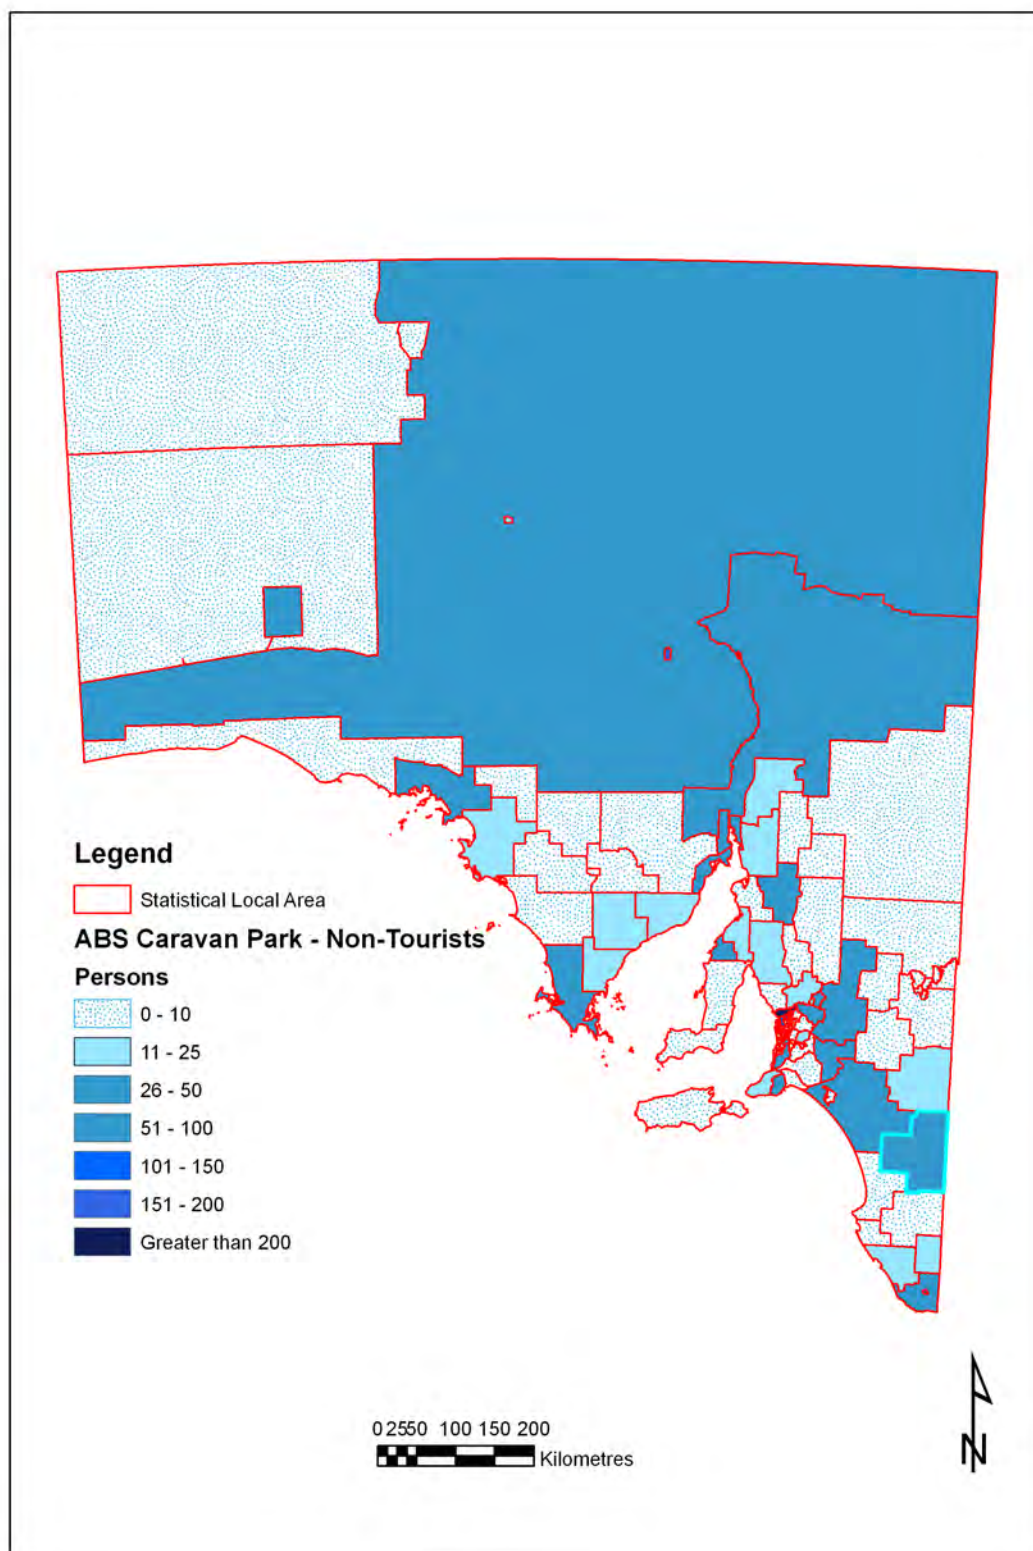 Legend
Statistical Local Area
ABS Caravan Park - Non-Tourists
Persons
0 - 10
11 - 25
26 - 50
51 - 100
101 - 150
151 - 200
Greater than 200
0 25 50 100 150 200
Kilometres
N